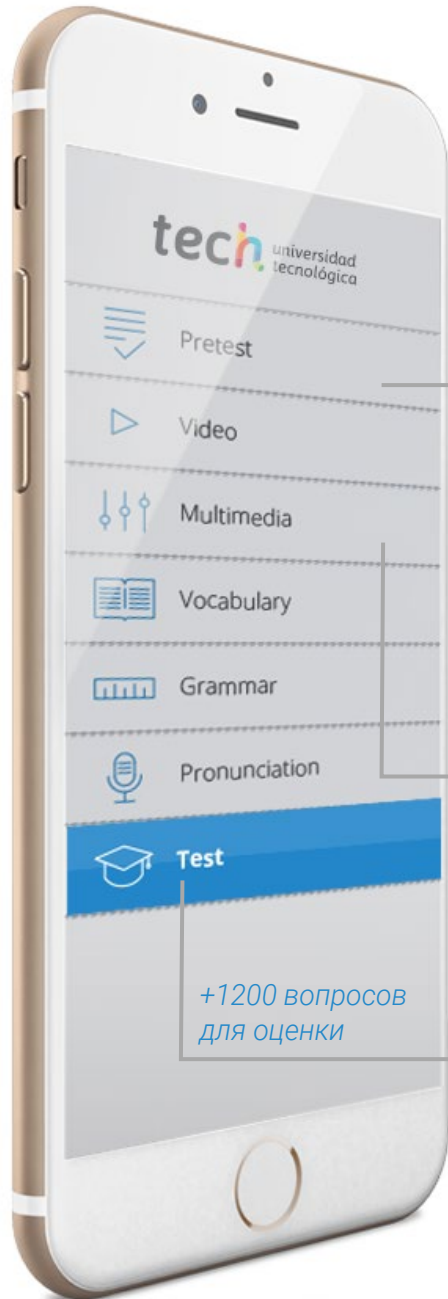 tech universidad
tecnológica
Pretest
Video
Multimedia
Vocabulary
Grammar
Pronunciation
Test
+1200 вопросов
для оценки